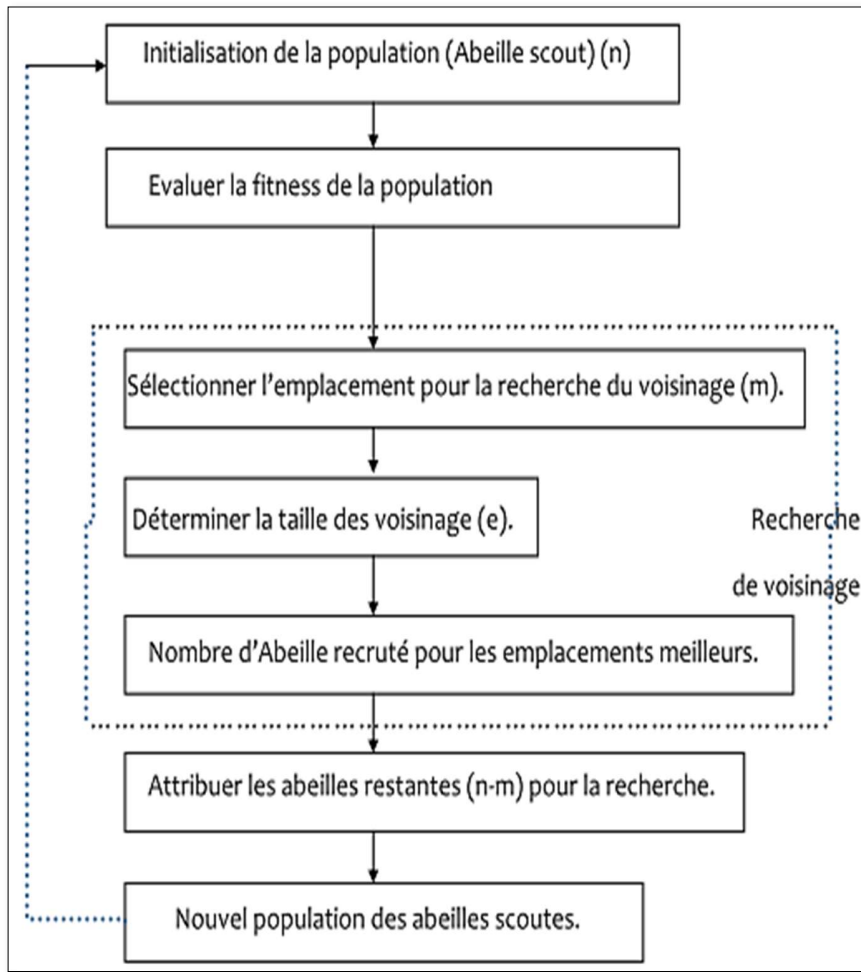 Initialisation de la population (Abeille scout) (n)
Evaluer la fitness de la population
Sélectionner l'emplacement pour la recherche du voisinage (m).
Déterminer la taille des voisinage (e).
Recherche
de voisinage
Nombre d'Abeille recruté pour les emplacements meilleurs.
Attribuer les abeilles restantes (n-m) pour la recherche.
Nouvel population des abeilles scoutes.